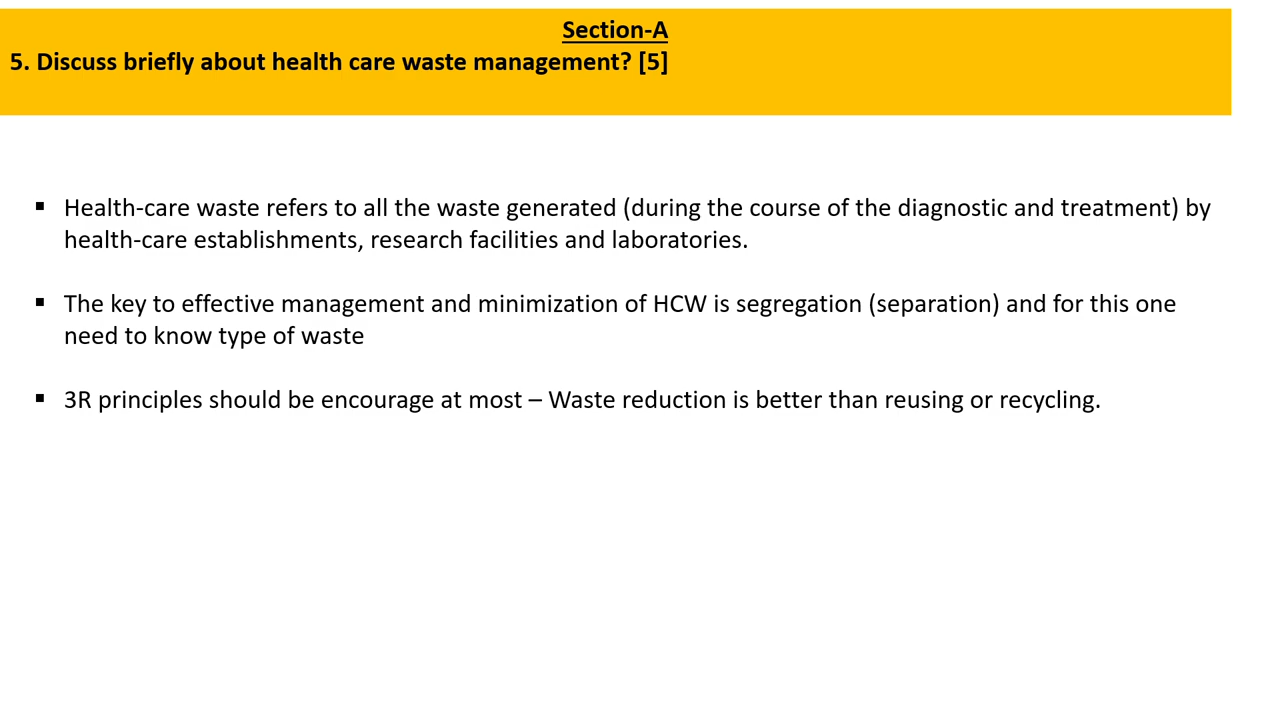 Section-A
5. Discuss briefly about health care waste management? [5]
▪ Health-care waste refers to all the waste generated (during the course of the diagnostic and treatment) by
health-care establishments, research facilities and laboratories.
▪ The key to effective management and minimization of HCW is segregation (separation) and for this one
need to know type of waste
▪ 3R principles should be encourage at most – Waste reduction is better than reusing or recycling.